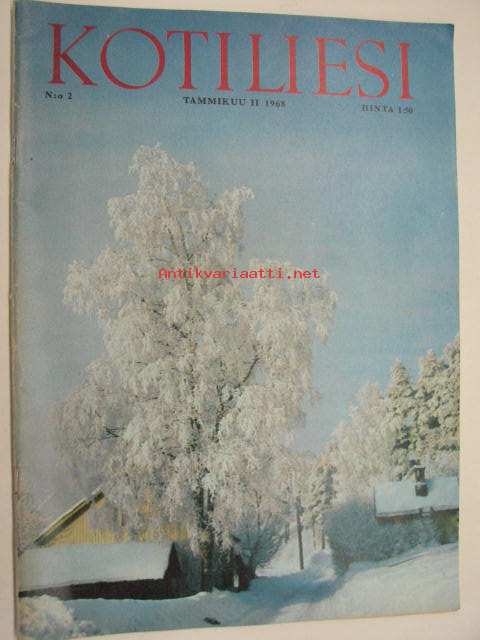 KOTILIESI
N:o 2 TAMMIKUU II 1968 HINTA 1:50
Antikvariaatti.net